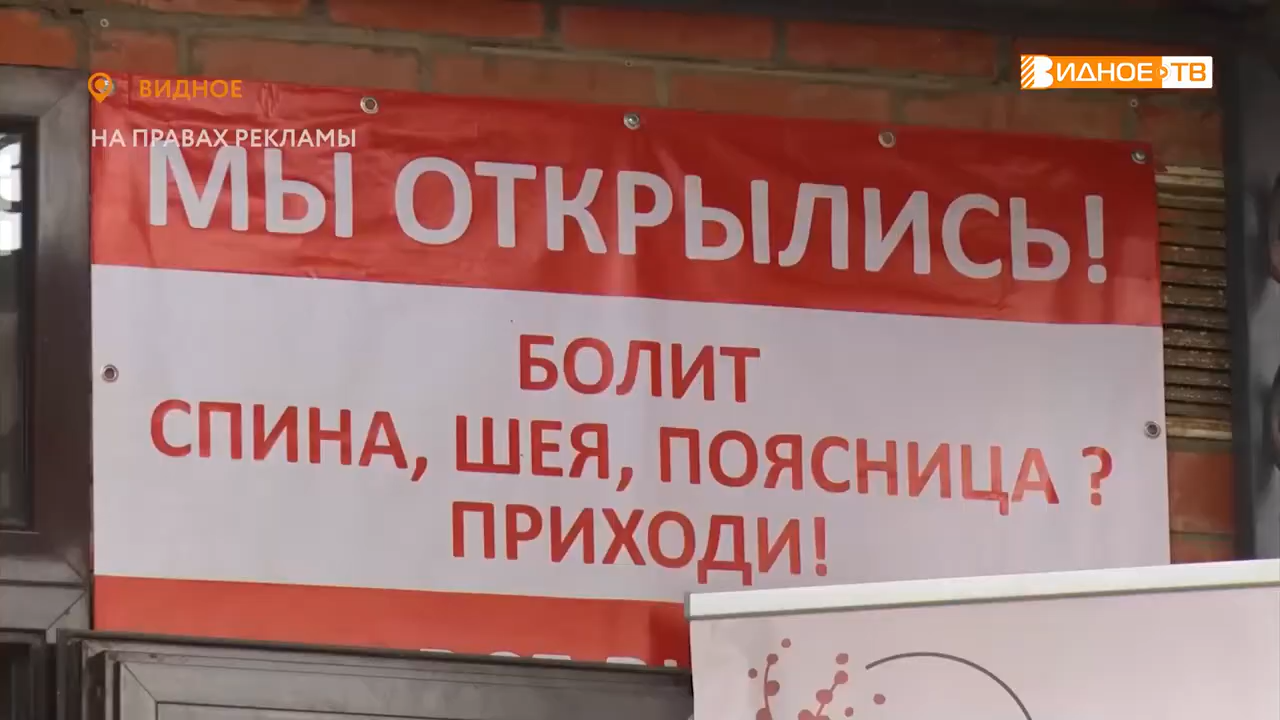 ВИДНОЕ
ВИДНОЕ ТВ
НА ПРАВАХ РЕКЛАМЫ
МЫ ОТКРЫЛИСЬ!
БОЛИТ
СПИНА, ШЕЯ, ПОЯСНИЦА ?
ПРИХОДИ!